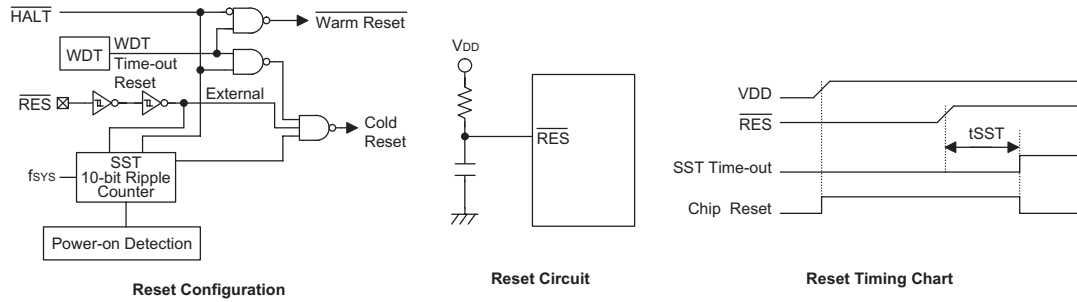 HALT
Warm Reset
WDT
WDT
Time-out
Reset
RES
External
Cold
Reset
SST
10-bit Ripple
Counter
fSYS
Power-on Detection
Reset Configuration
VDD
RES
Reset Circuit
VDD
RES
tSST
SST Time-out
Chip Reset
Reset Timing Chart